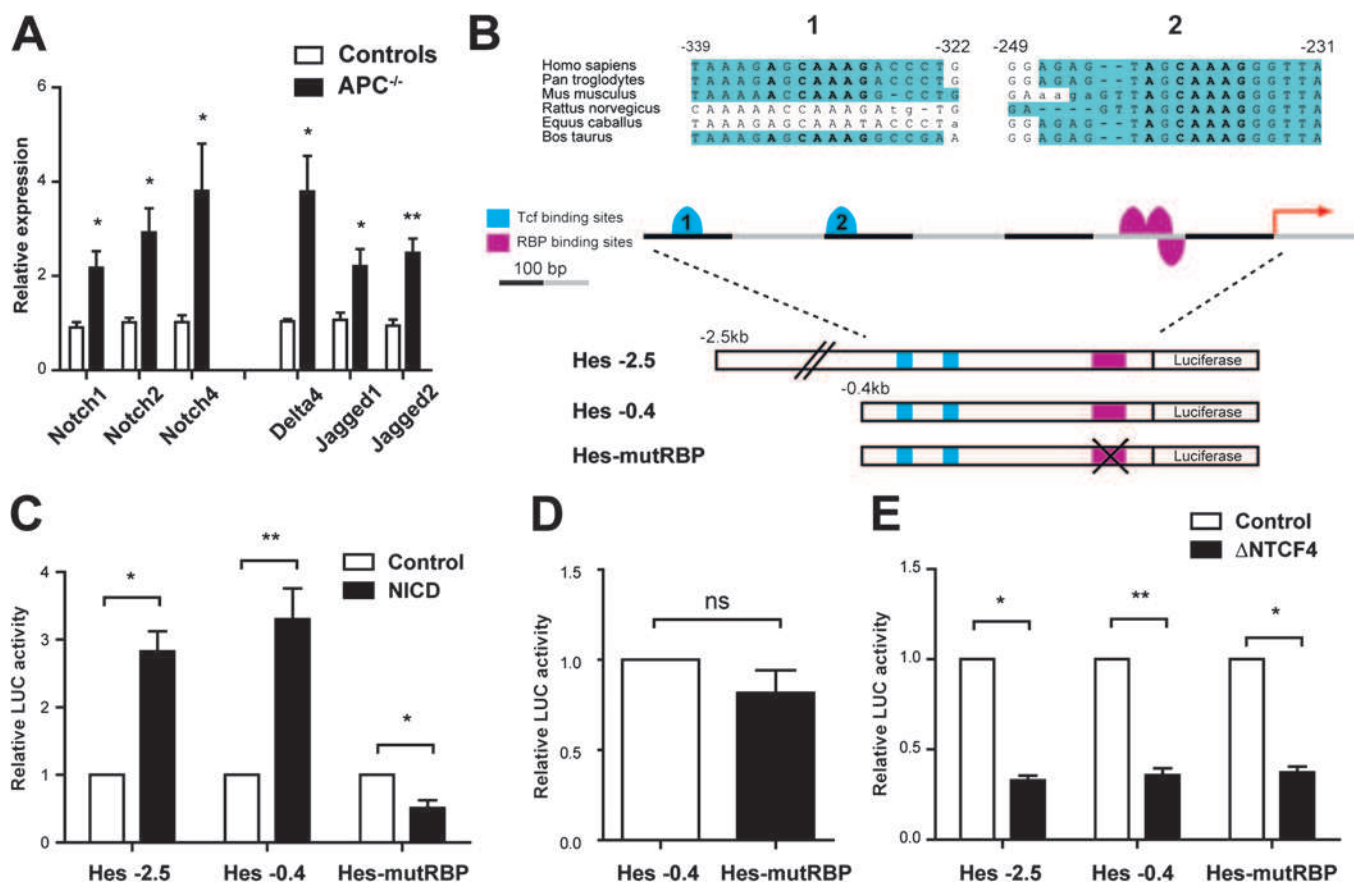 A
Controls
APC-/-
Relative expression
6
4
2
0
*
*
*
*
*
**
Notch1
Notch2
Notch4
Delta4
Jagged1
Jagged2
B
1
2
-339
-322
-249
-231
Homo sapiens TAAAGAGCAAAGACCCTG GGAGAG--TAGCAAAGGGTTA
Pan troglodytes TAAAGAGCAAAGACCCTG GGAGAG--TAGCAAAGGGTTA
Mus musculus TAAAAACCAAAGG-CCTG GAaagaGTTAGCAAAGGGTTA
Rattus norvegicus CAAAAAACAAAGAtg-TG GA----GTTAGCAAAGGGTTA
Equus caballus TAAAGAGCAAATACCCTa GGAGAG--TAGCAAAGGGTTA
Bos taurus TAAAGAGCAAAGGCCGAA GGAGAG--TAGCAAAGGGTTA
Tcf binding sites
RBP binding sites
100 bp
1
2
-2.5kb
Hes -2.5
Luciferase
-0.4kb
Hes -0.4
Luciferase
Hes-mutRBP
Luciferase
C
Control
NICD
Relative LUC activity
4
3
2
1
0
*
**
*
Hes -2.5
Hes -0.4
Hes-mutRBP
D
Relative LUC activity
1.5
1.0
0.5
0.0
ns
Hes -0.4
Hes-mutRBP
E
Control
ΔNTCF4
Relative LUC activity
1.5
1.0
0.5
0.0
*
**
*
Hes -2.5
Hes -0.4
Hes-mutRBP